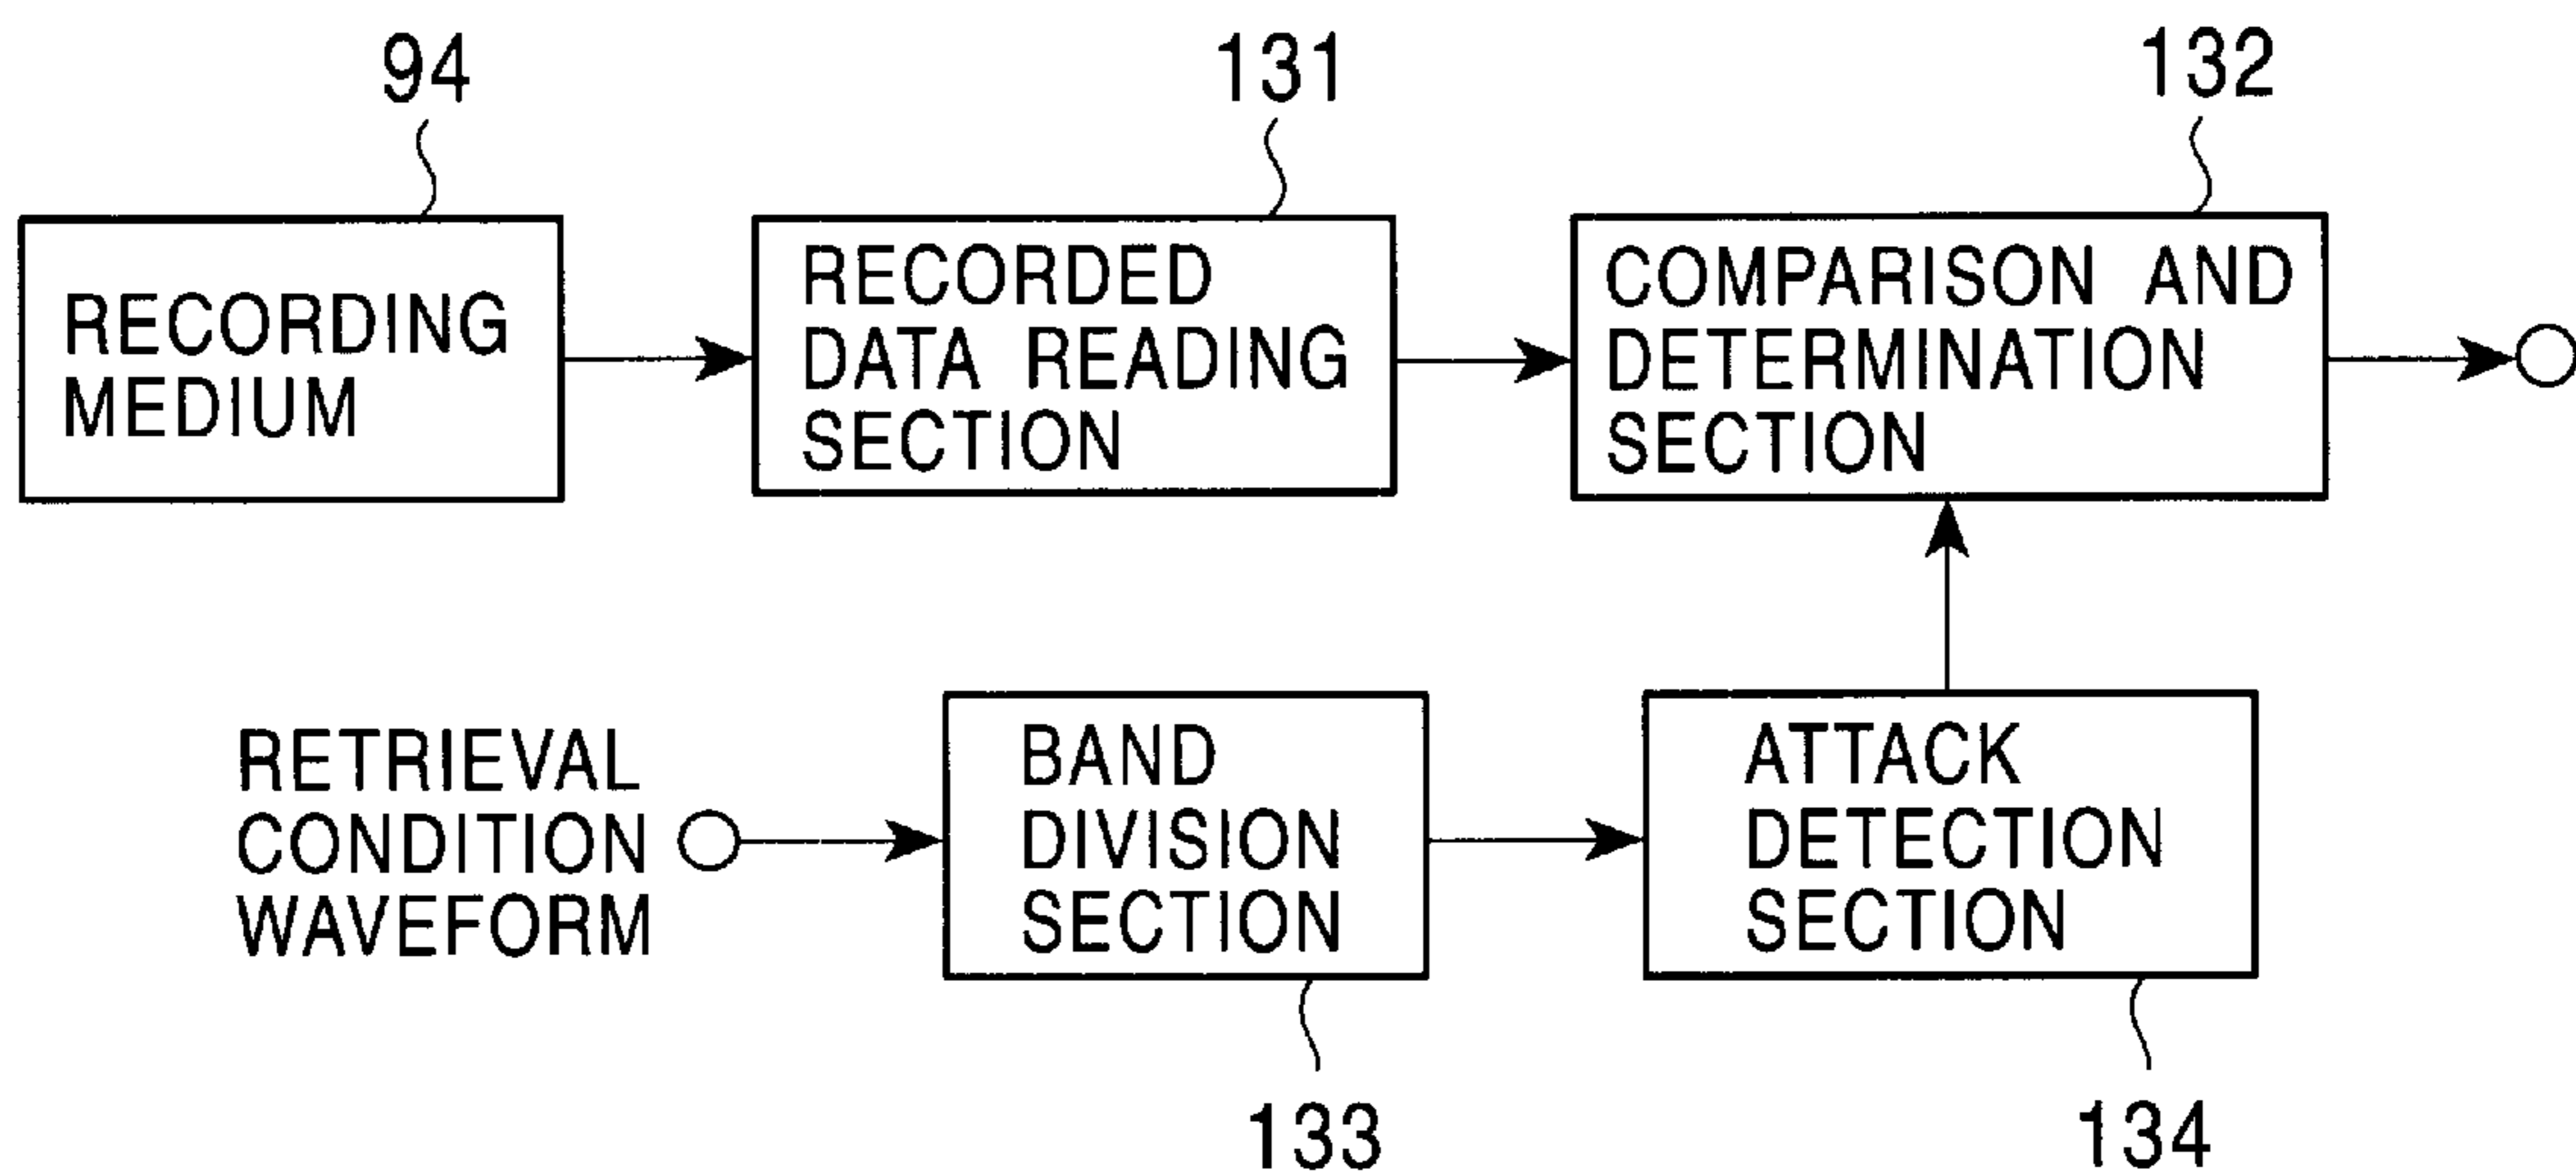 94
131
132
RECORDING
MEDIUM
RECORDED
DATA READING
SECTION
COMPARISON AND
DETERMINATION
SECTION
RETRIEVAL
CONDITION
WAVEFORM
BAND
DIVISION
SECTION
ATTACK
DETECTION
SECTION
133
134